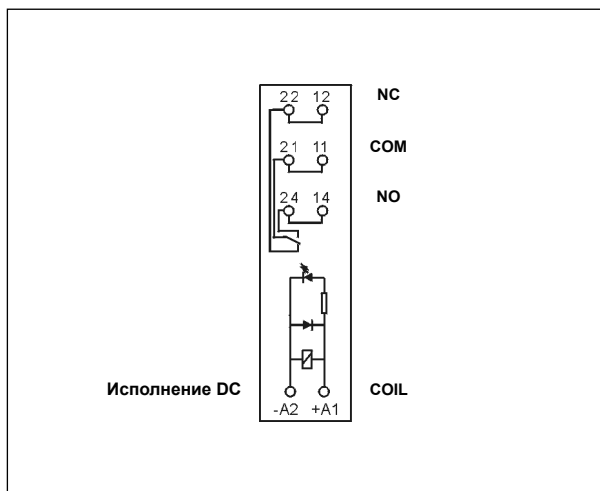 22 12 NC
21 11 COM
24 14 NO
Исполнение DC COIL
-A2 +A1